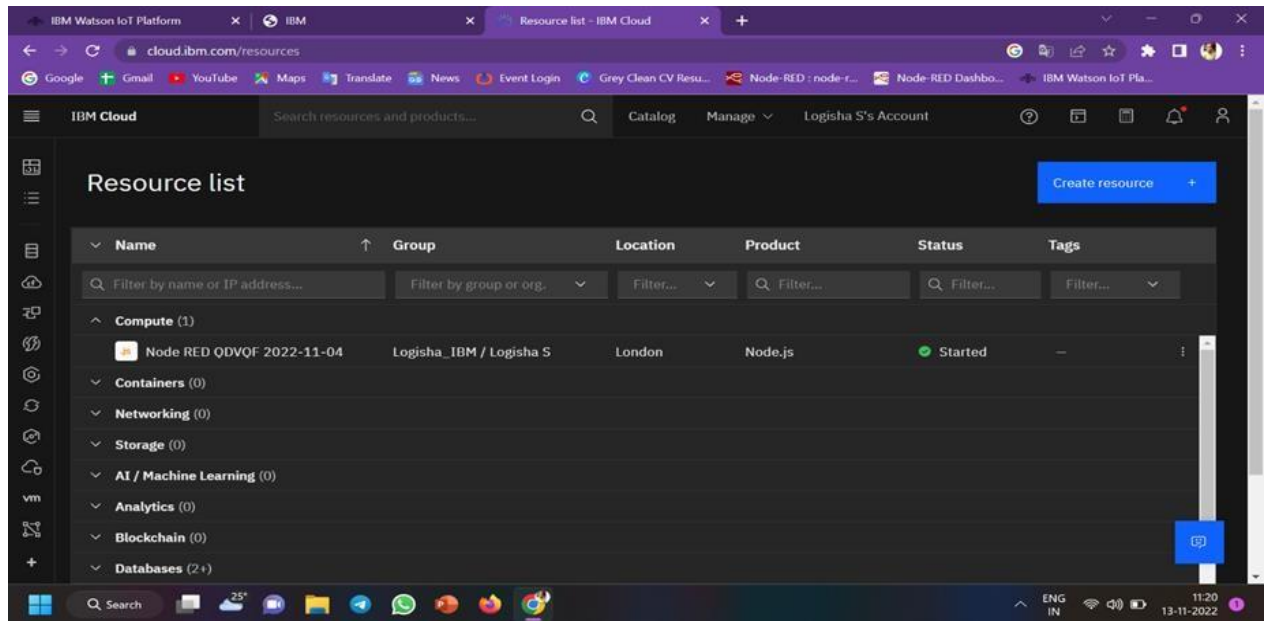 IBM Watson IoT Platform
IBM
Resource list - IBM Cloud
cloud.ibm.com/resources
Google Gmail YouTube Maps Translate News Event Login Grey Clean CV Resu... Node-RED : node-r... Node-RED Dashbo... IBM Watson IoT Pla...
IBM Cloud Search resources and products... Catalog Manage Logisha S's Account
Resource list
Create resource +
Name Group Location Product Status Tags
Filter by name or IP address... Filter by group or org. Filter... Filter... Filter... Filter...
Compute (1)
Node RED QDVQF 2022-11-04 Logisha_IBM / Logisha S London Node.js Started —
Containers (0)
Networking (0)
Storage (0)
AI / Machine Learning (0)
vm
Analytics (0)
Blockchain (0)
Databases (2+)
Search 25° ENG IN 11:20 13-11-2022 1